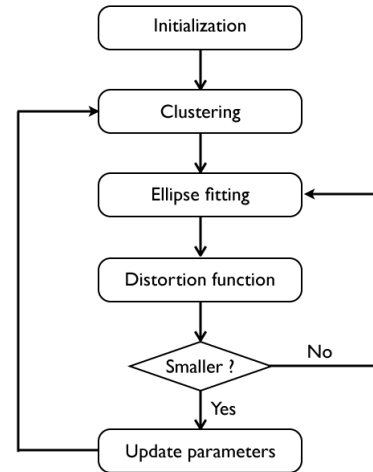 Initialization
Clustering
Ellipse fitting
Distortion function
Smaller ?
No
Yes
Update parameters